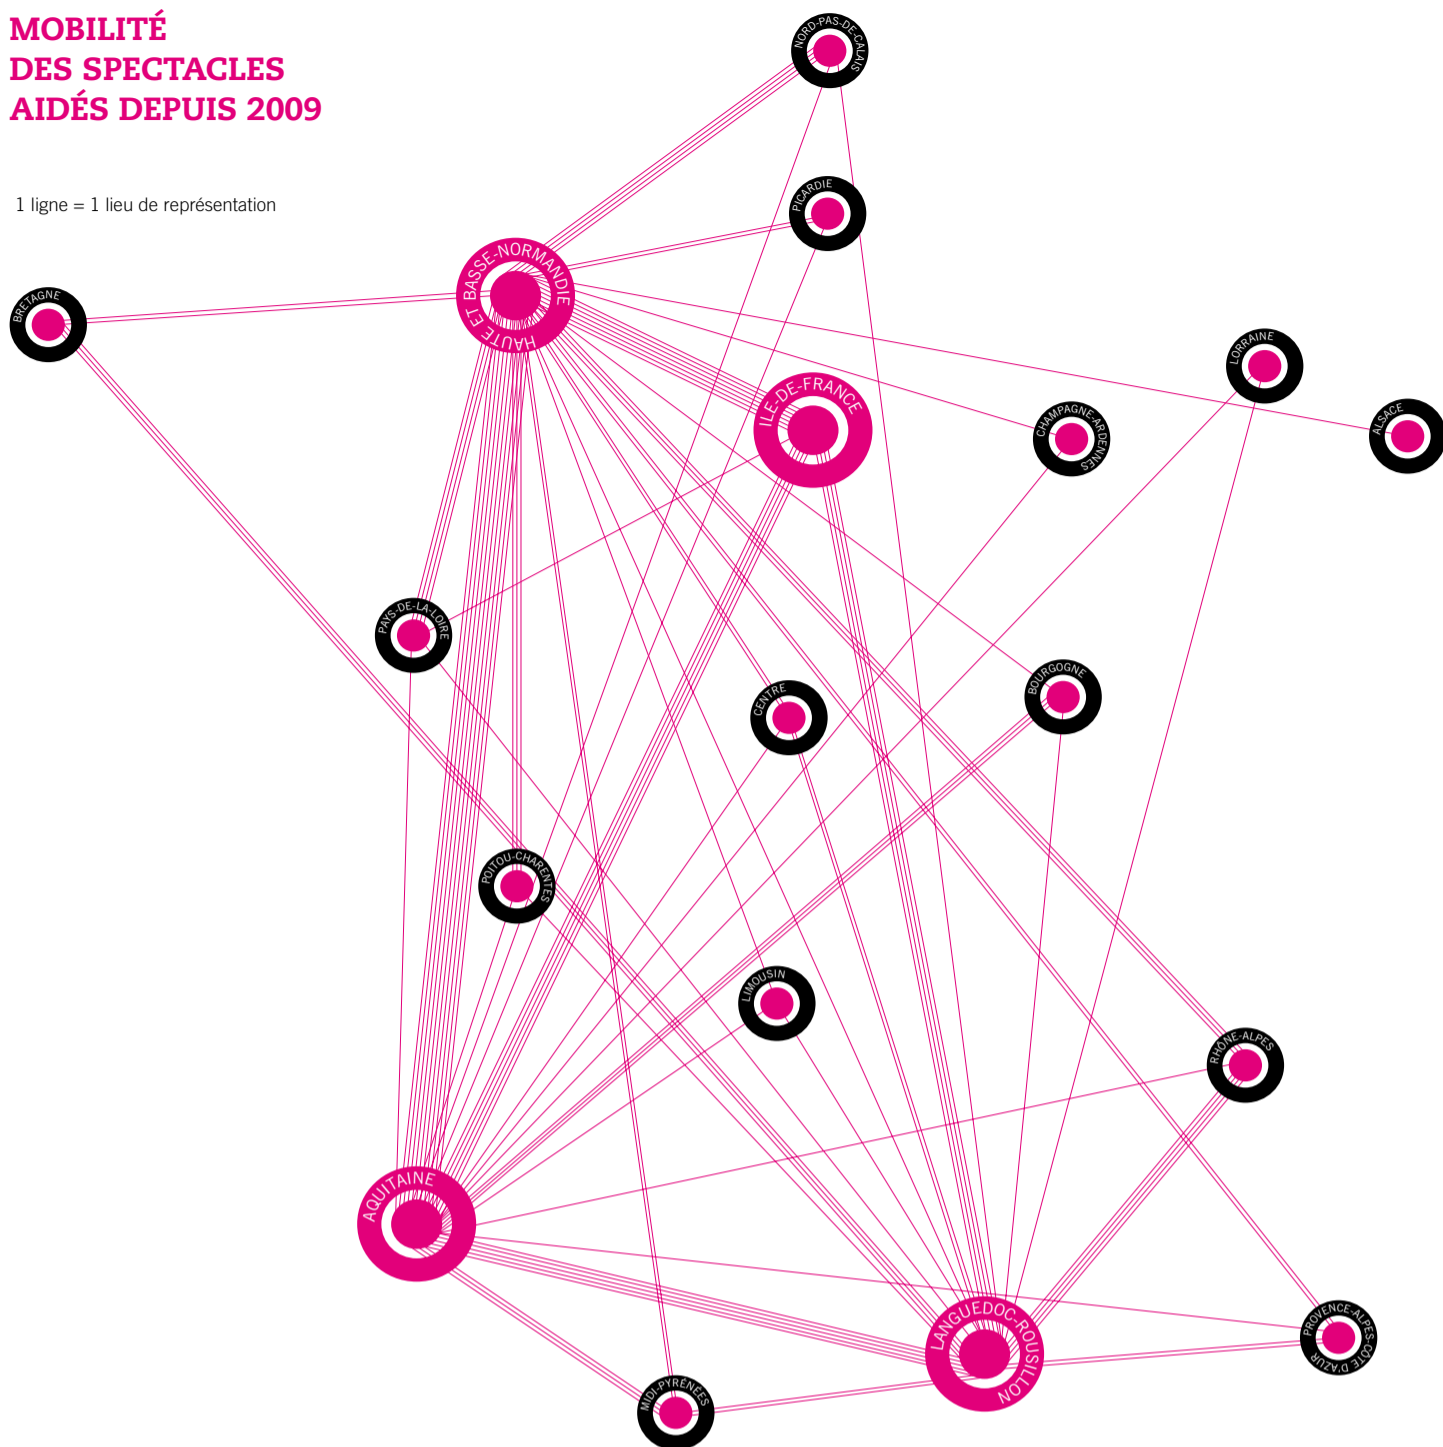 MOBILITÉ
DES SPECTACLES
AIDÉS DEPUIS 2009
1 ligne = 1 lieu de représentation
NORD-PAS-DE-CALAIS
PICARDIE
HAUTE ET BASSE-NORMANDIE
BRETAGNE
LORRAINE
ILE-DE-FRANCE
CHAMPAGNE-ARDENNES
ALSACE
PAYS-DE-LA-LOIRE
CENTRE
BOURGOGNE
POITOU-CHARENTES
LIMOUSIN
RHÔNE-ALPES
AQUITAINE
LANGUEDOC-ROUSILLON
PROVENCE-ALPES-CÔTE D'AZUR
MIDI-PYRÉNÉES